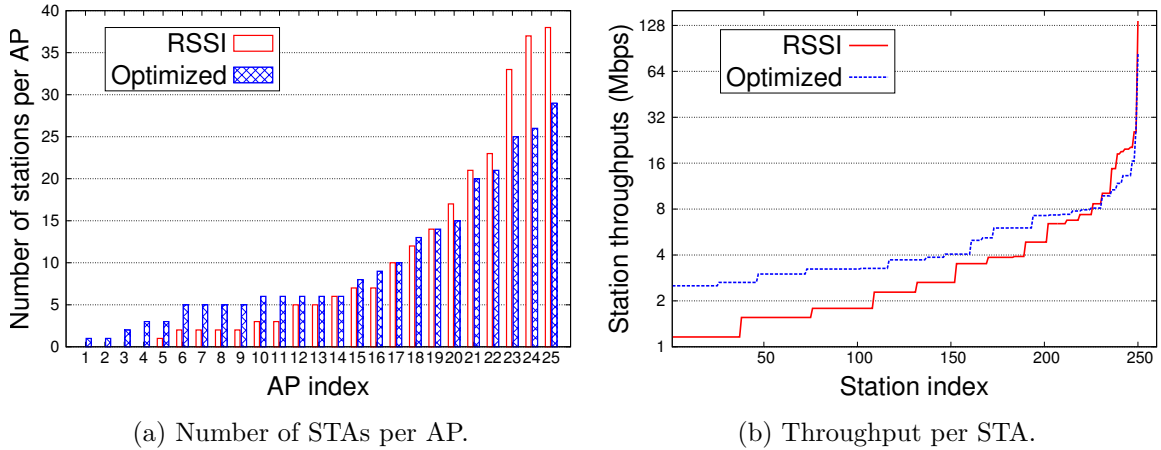 Number of stations per AP
40
35
30
25
20
15
10
5
0
RSSI
Optimized
1 2 3 4 5 6 7 8 9 10 11 12 13 14 15 16 17 18 19 20 21 22 23 24 25
AP index
(a) Number of STAs per AP.
Station throughputs (Mbps)
128
64
32
16
8
4
2
1
RSSI
Optimized
50 100 150 200 250
Station index
(b) Throughput per STA.